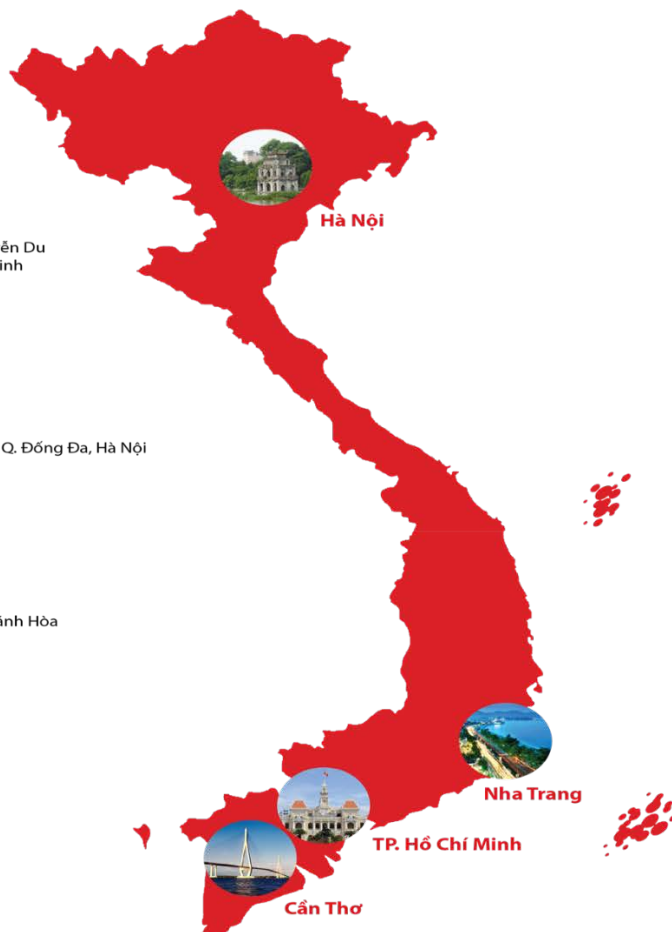 Hà Nội
ễn Du
inh
Q. Đống Đa, Hà Nội
ánh Hòa
Nha Trang
TP. Hồ Chí Minh
Cần Thơ